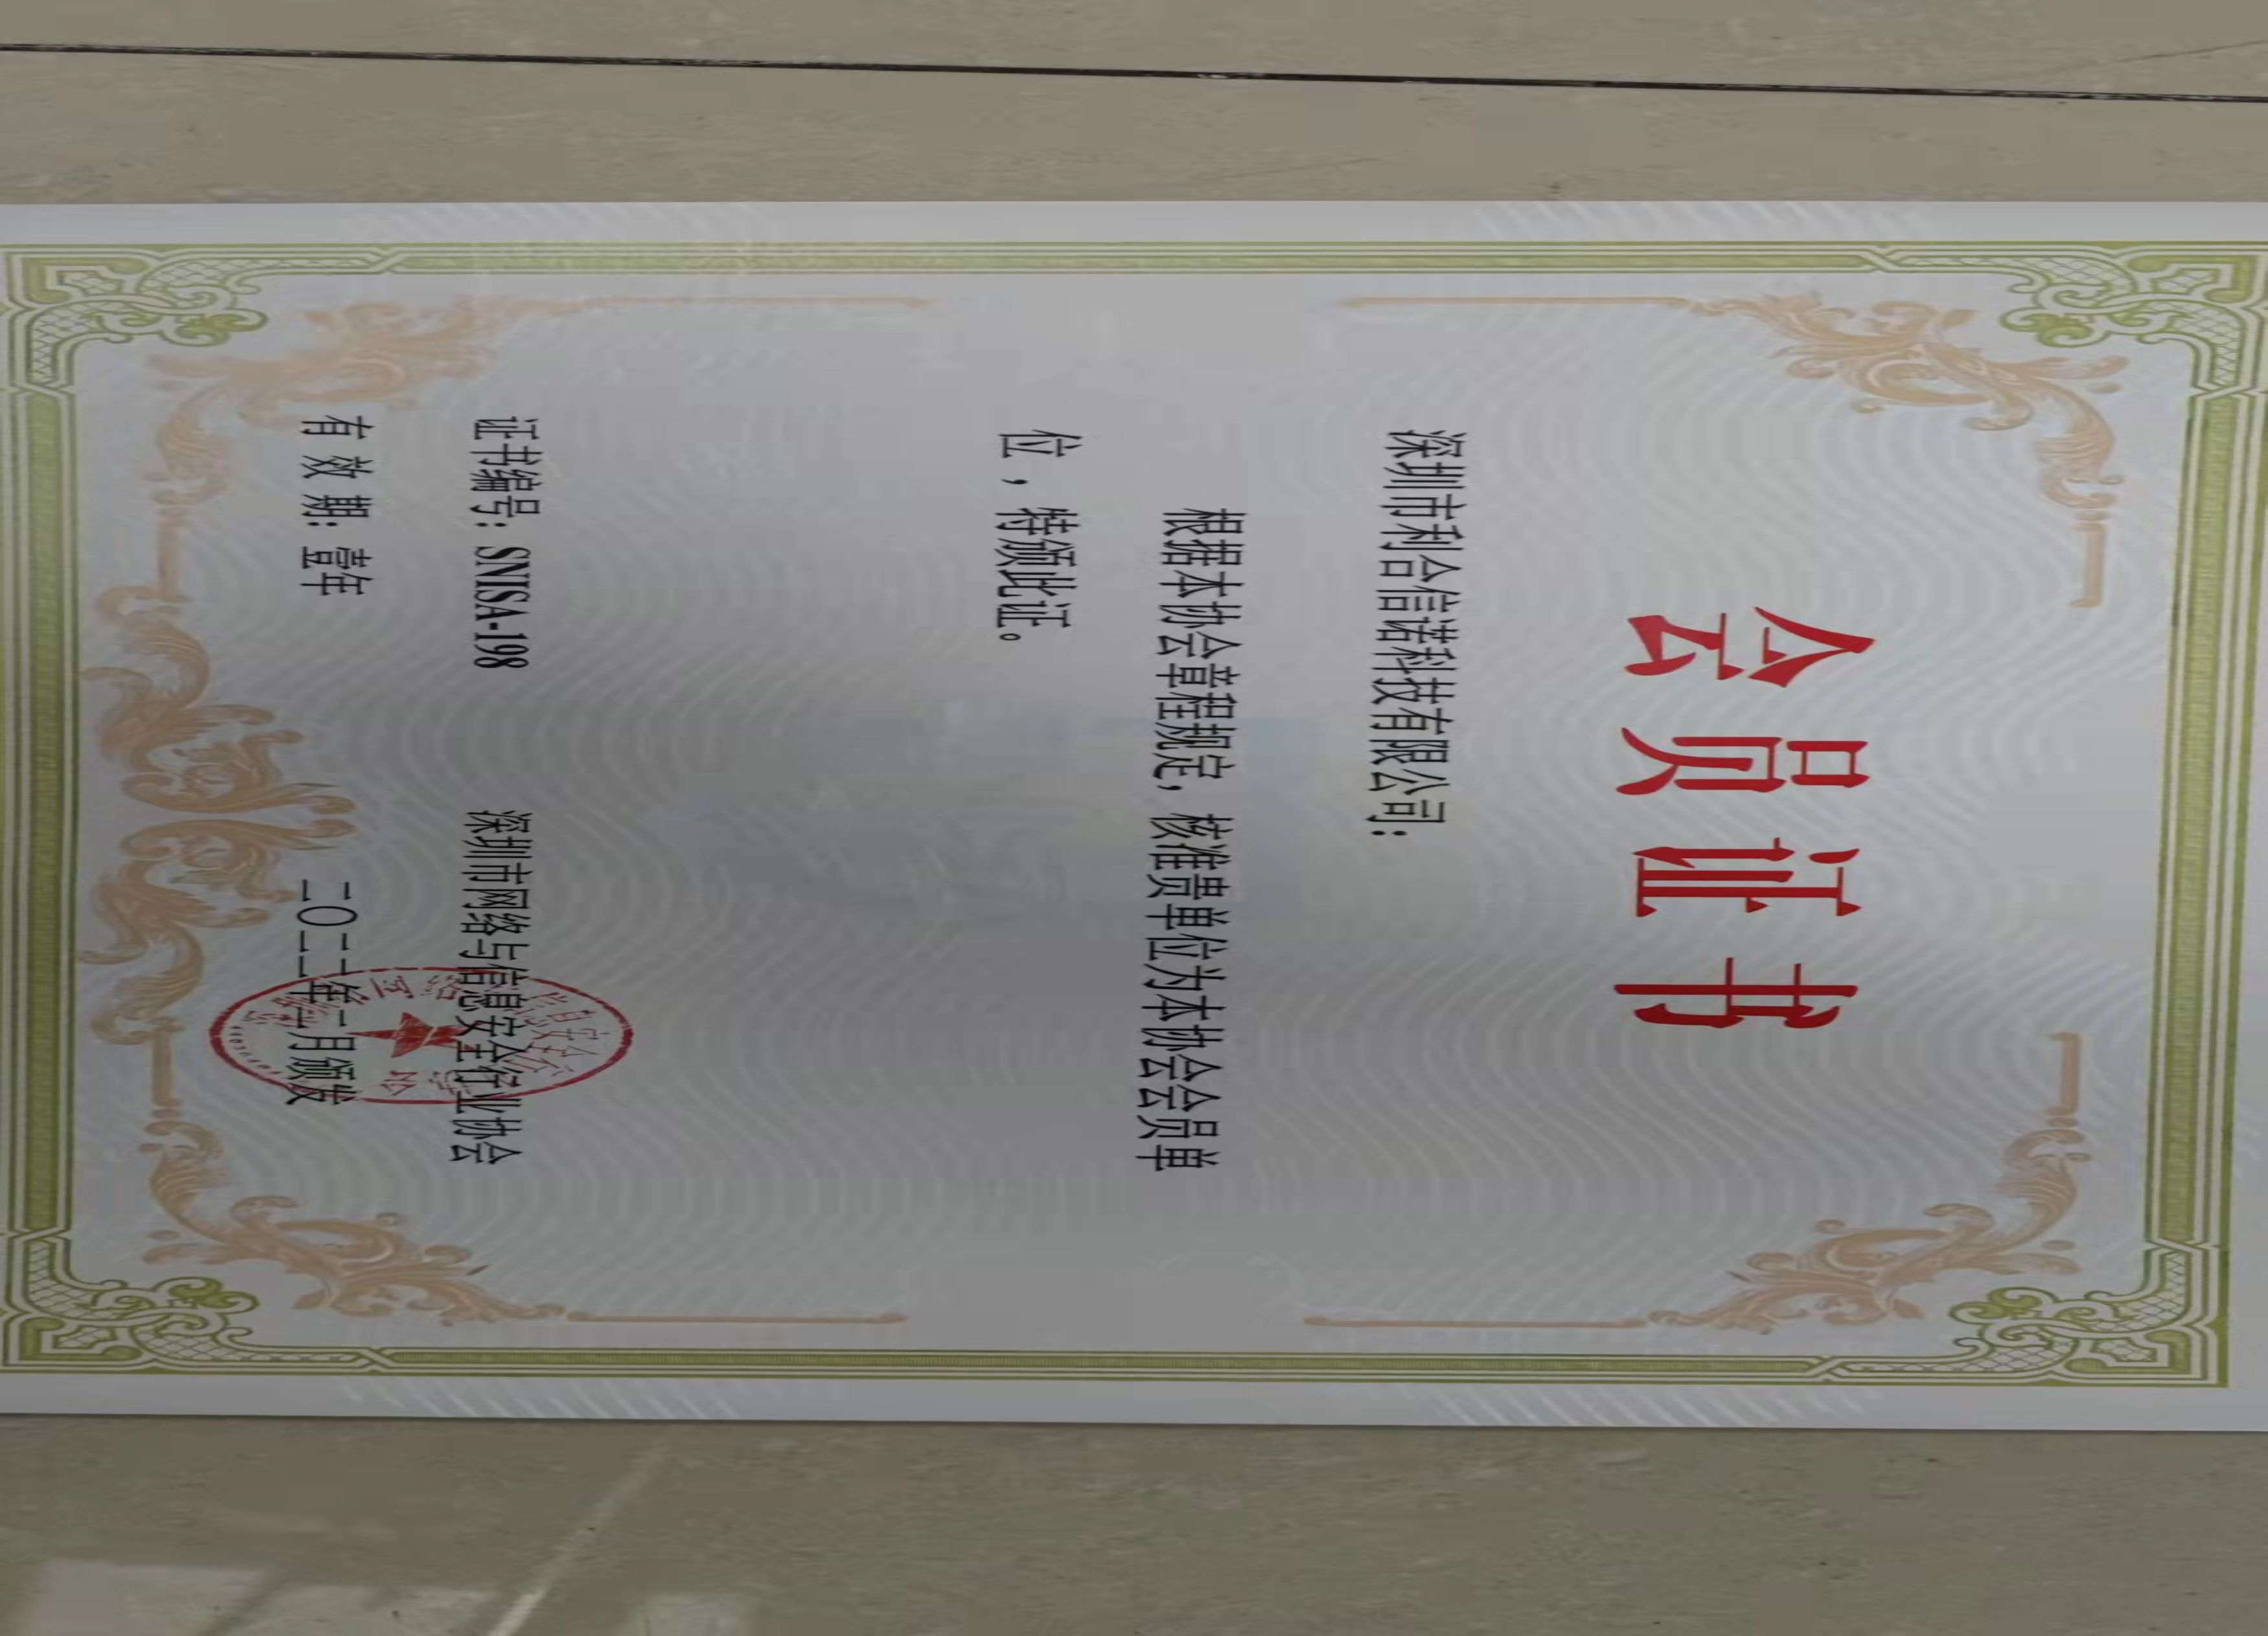 会员证书
深圳市利合信诺科技有限公司：
根据本协会章程规定，核准贵单位为本协会会员单
位，特颁此证。
证书编号：SNISA-198
深圳市网络与信息安全行业协会
有效期：壹年
二〇二二年二月颁发